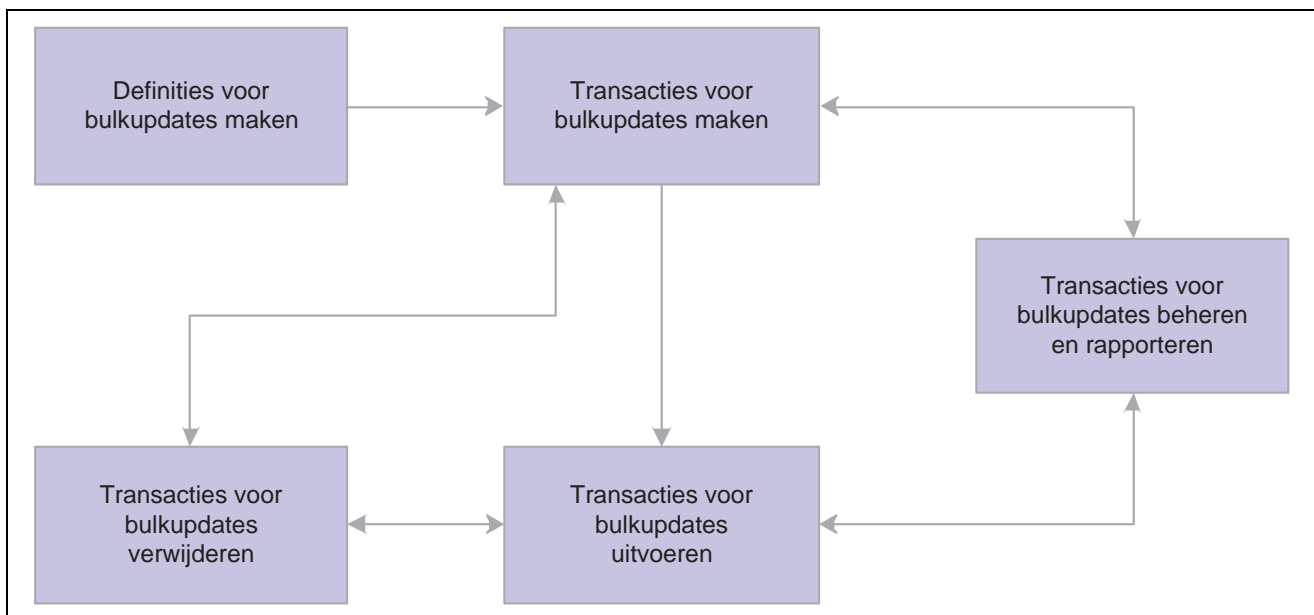 Definities voor
bulkupdates maken
Transacties voor
bulkupdates maken
Transacties voor
bulkupdates beheren
en rapporteren
Transacties voor
bulkupdates
verwijderen
Transacties voor
bulkupdates
uitvoeren